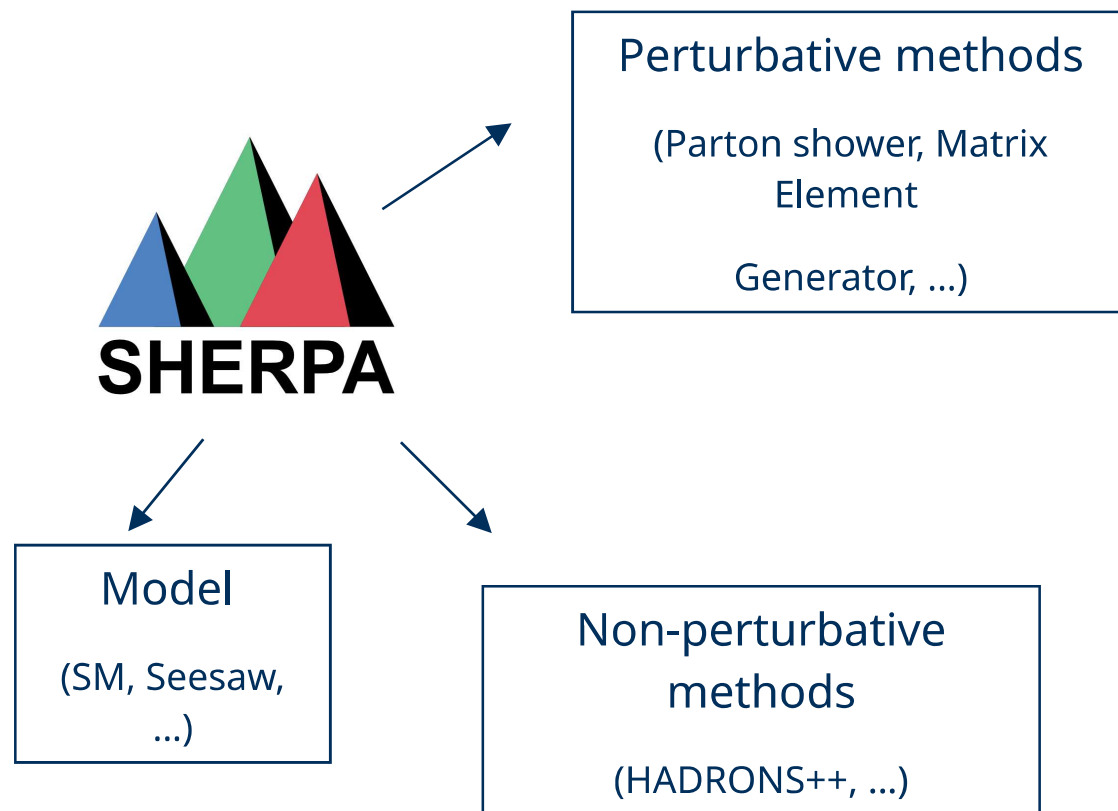 Perturbative methods
(Parton shower, Matrix
Element
Generator, ...)
SHERPA
Model
(SM, Seesaw,
...)
Non-perturbative
methods
(HADRONS++, ...)